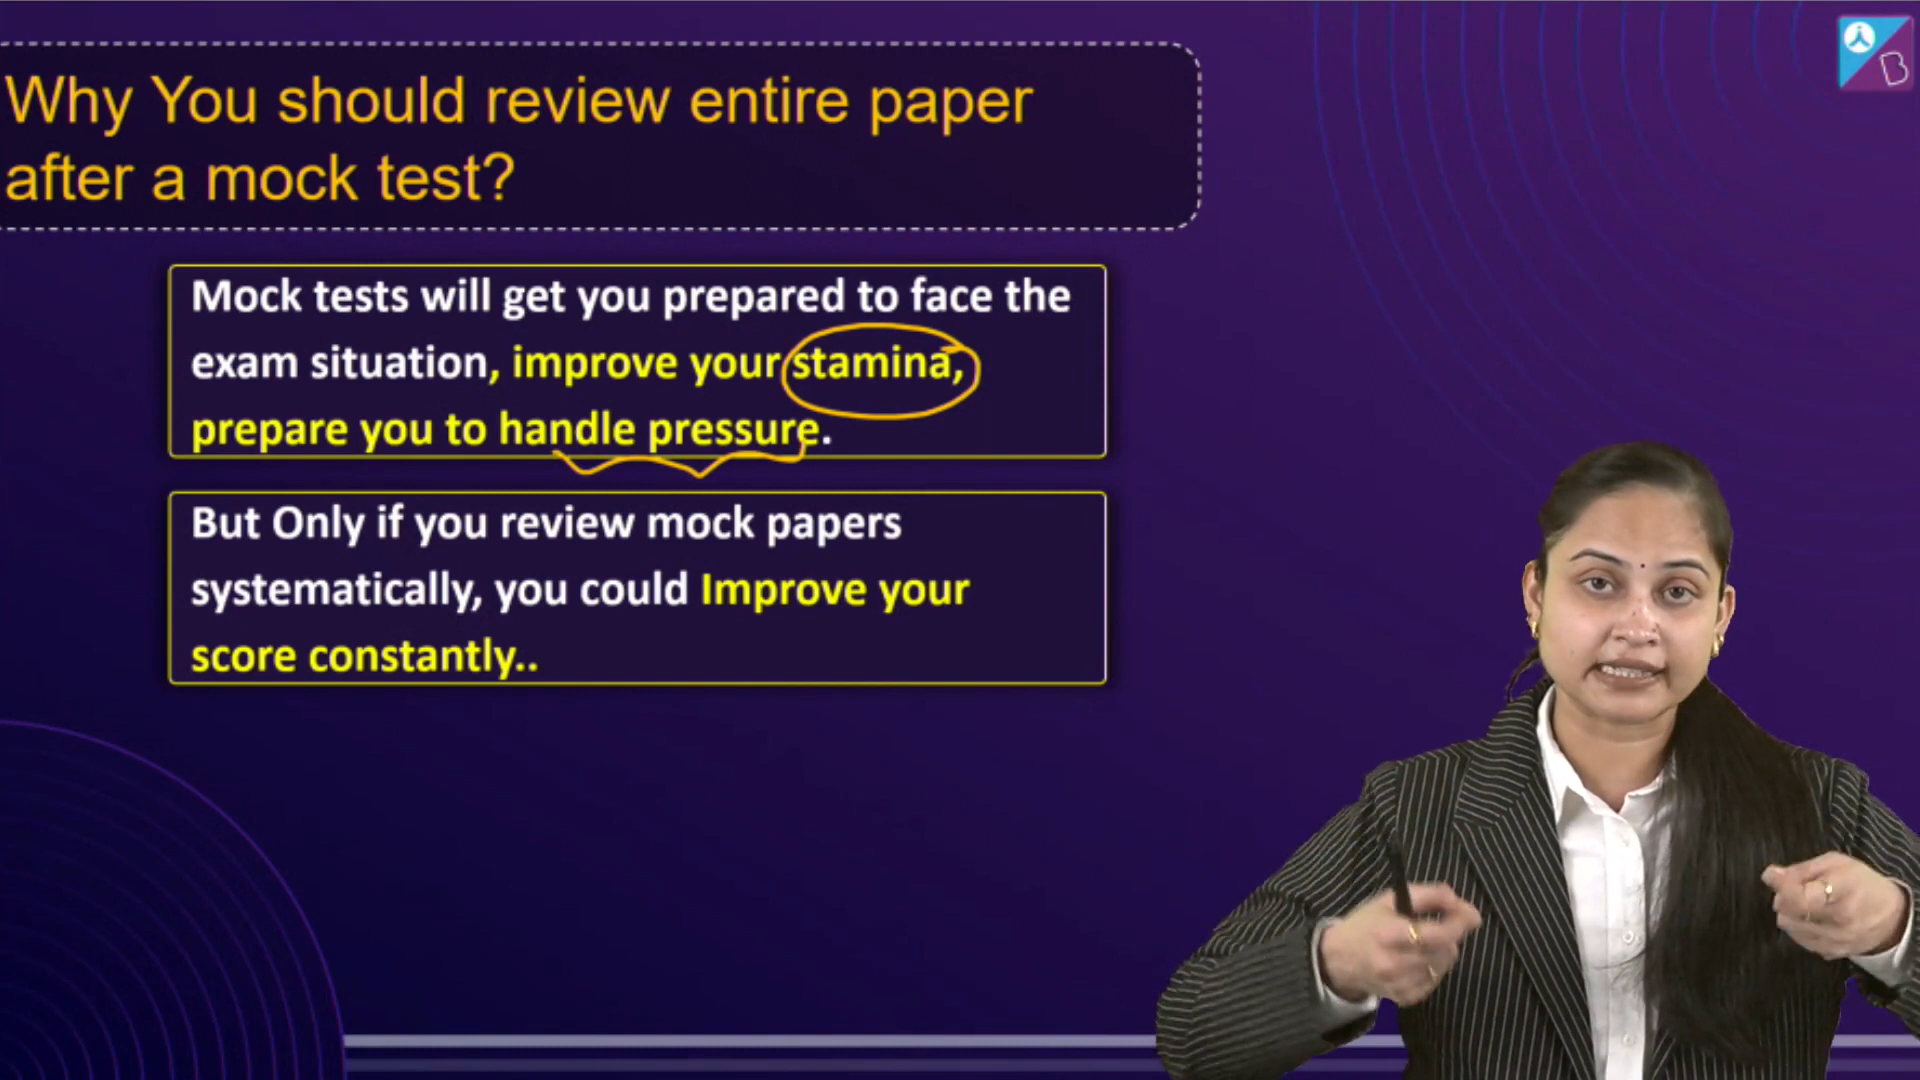 Why You should review entire paper
after a mock test?
Mock tests will get you prepared to face the
exam situation, improve your stamina,
prepare you to handle pressure.
But Only if you review mock papers
systematically, you could Improve your
score constantly..
B